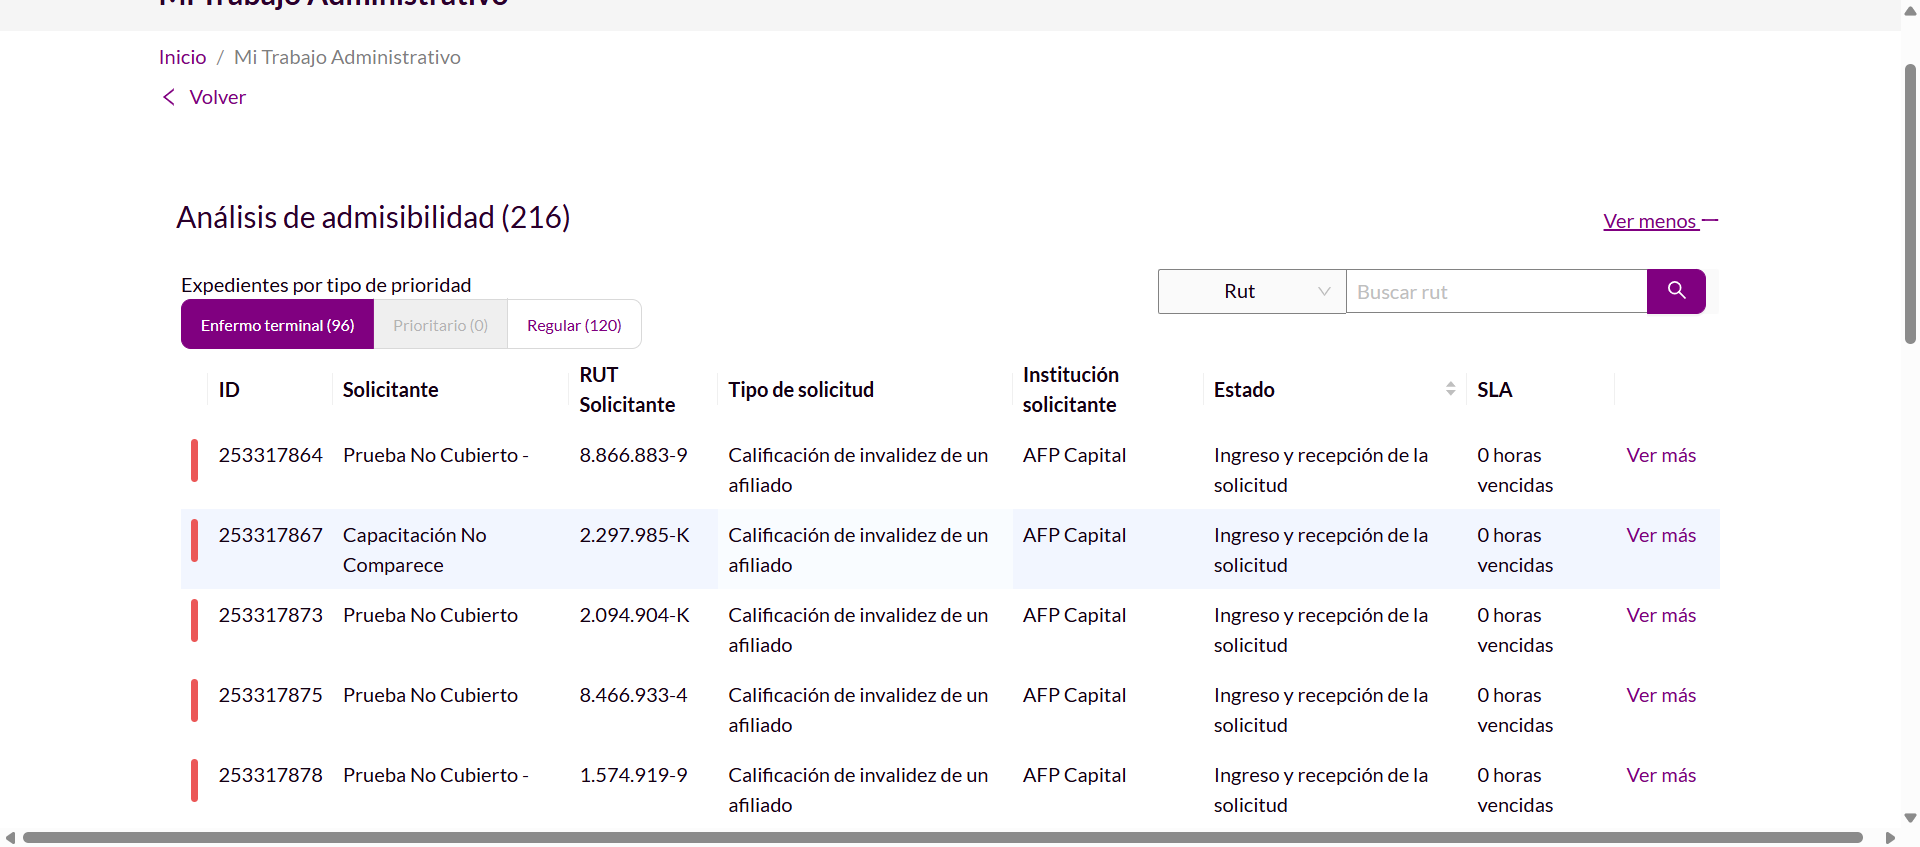 Mi Trabajo Administrativo
Inicio / Mi Trabajo Administrativo
Volver
Análisis de admisibilidad (216)
Ver menos
Expedientes por tipo de prioridad
Rut
Buscar rut
Enfermo terminal (96)
Prioritario (0)
Regular (120)
ID
Solicitante
RUT
Solicitante
Tipo de solicitud
Institución
solicitante
Estado
SLA
253317864
Prueba No Cubierto -
8.866.883-9
Calificación de invalidez de un
afiliado
AFP Capital
Ingreso y recepción de la
solicitud
0 horas
vencidas
Ver más
253317867
Capacitación No
Comparece
2.297.985-K
Calificación de invalidez de un
afiliado
AFP Capital
Ingreso y recepción de la
solicitud
0 horas
vencidas
Ver más
253317873
Prueba No Cubierto
2.094.904-K
Calificación de invalidez de un
afiliado
AFP Capital
Ingreso y recepción de la
solicitud
0 horas
vencidas
Ver más
253317875
Prueba No Cubierto
8.466.933-4
Calificación de invalidez de un
afiliado
AFP Capital
Ingreso y recepción de la
solicitud
0 horas
vencidas
Ver más
253317878
Prueba No Cubierto -
1.574.919-9
Calificación de invalidez de un
afiliado
AFP Capital
Ingreso y recepción de la
solicitud
0 horas
vencidas
Ver más